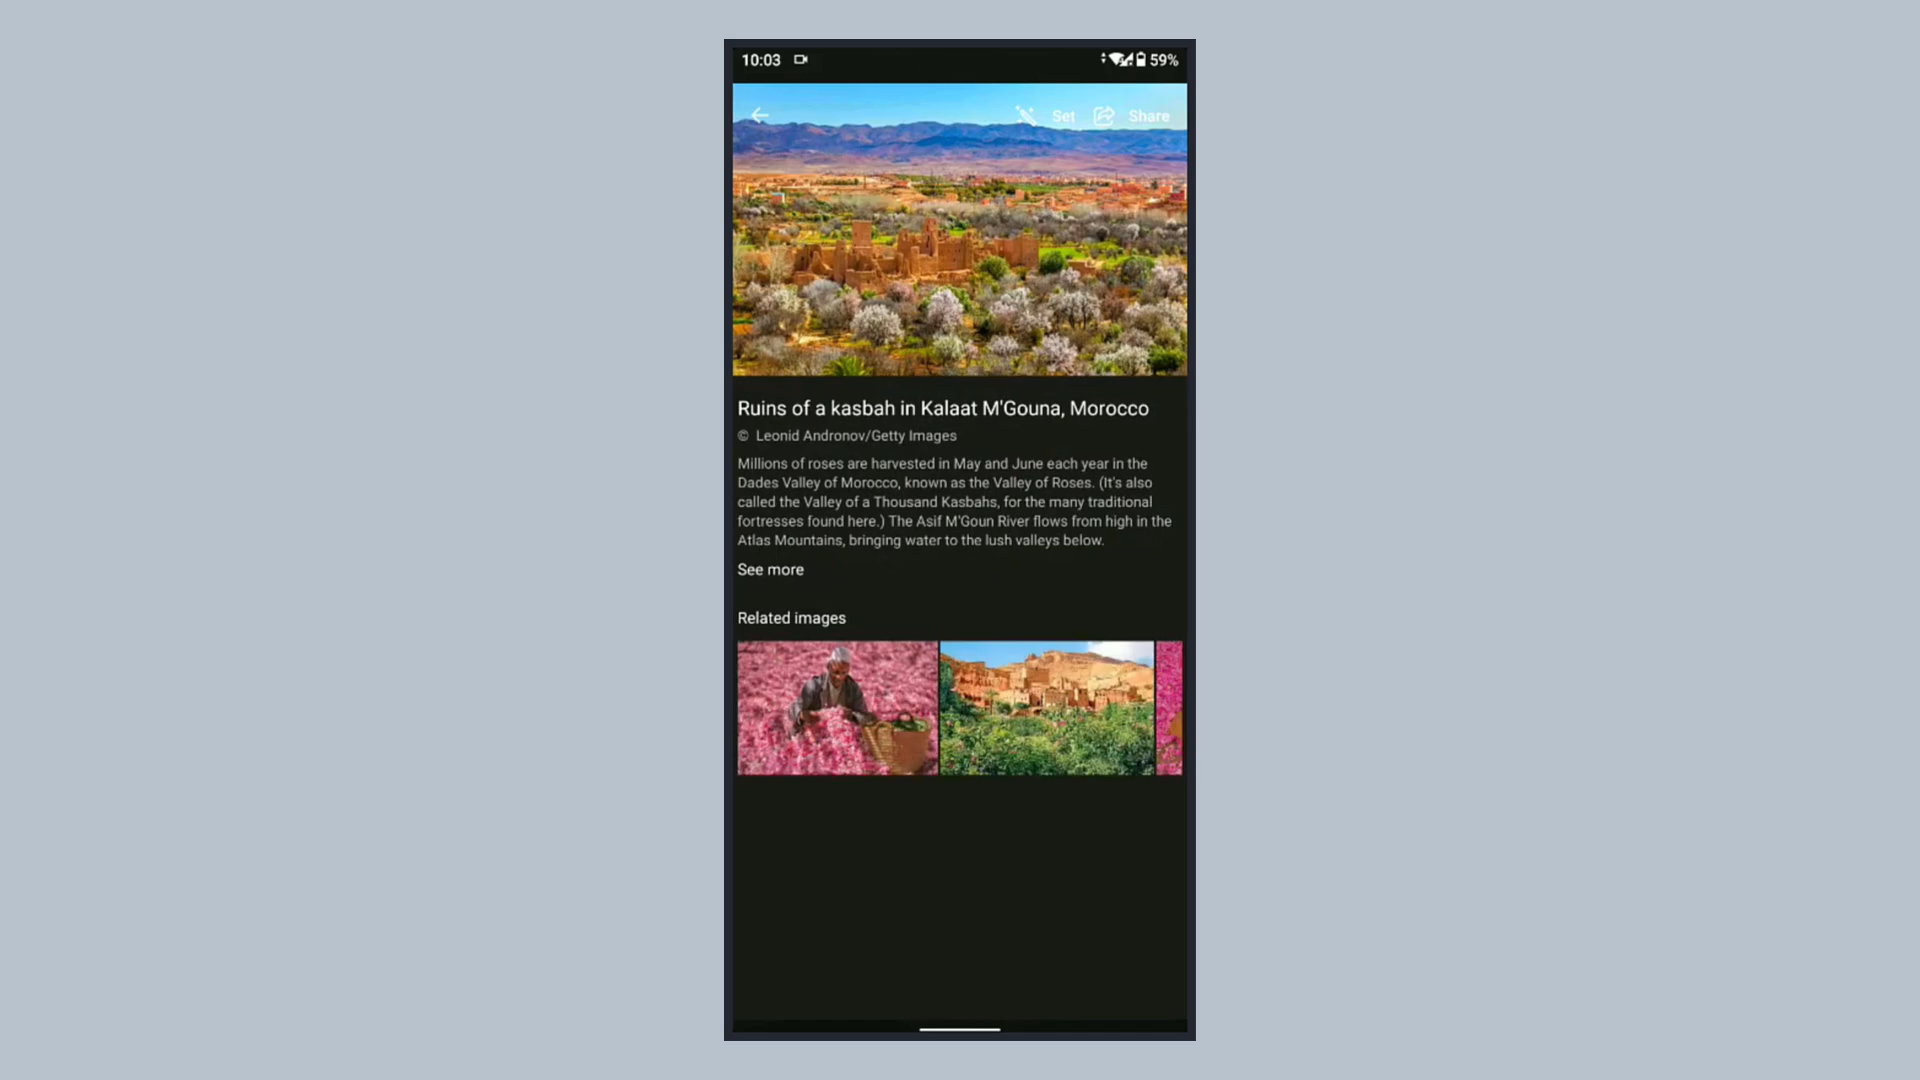 10:03 59%
Set Share
Ruins of a kasbah in Kalaat M'Gouna, Morocco
© Leonid Andronov/Getty Images
Millions of roses are harvested in May and June each year in the
Dades Valley of Morocco, known as the Valley of Roses. (It's also
called the Valley of a Thousand Kasbahs, for the many traditional
fortresses found here.) The Asif M'Goun River flows from high in the
Atlas Mountains, bringing water to the lush valleys below.
See more
Related images